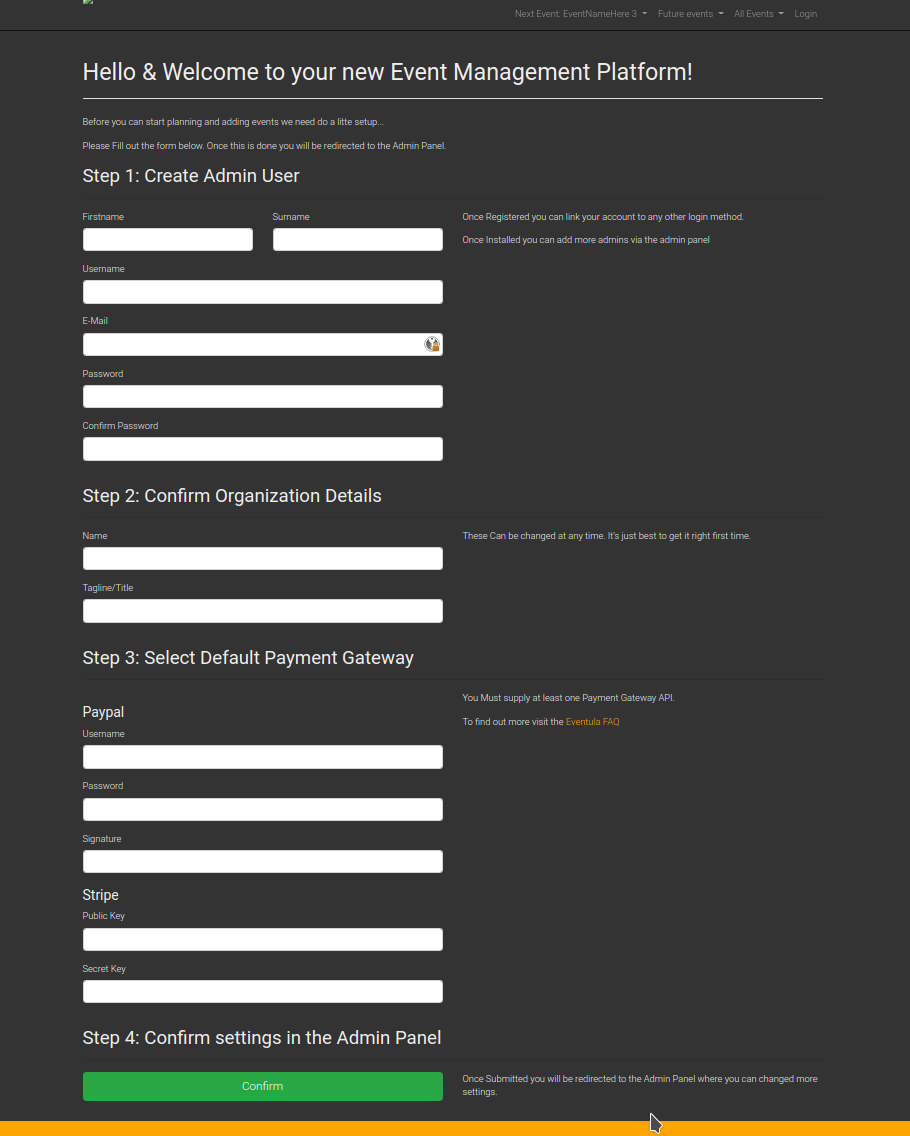 Next Event: EventNameHere 3 Future events All Events Login
Hello & Welcome to your new Event Management Platform!
Before you can start planning and adding events we need do a litte setup...
Please Fill out the form below. Once this is done you will be redirected to the Admin Panel.
Step 1: Create Admin User
Firstname Surname
Once Registered you can link your account to any other login method.
Once Installed you can add more admins via the admin panel
Username
E-Mail
Password
Confirm Password
Step 2: Confirm Organization Details
Name
These Can be changed at any time. It's just best to get it right first time.
Tagline/Title
Step 3: Select Default Payment Gateway
You Must supply at least one Payment Gateway API.
To find out more visit the Eventula FAQ
Paypal
Username
Password
Signature
Stripe
Public Key
Secret Key
Step 4: Confirm settings in the Admin Panel
Confirm
Once Submitted you will be redirected to the Admin Panel where you can changed more
settings.